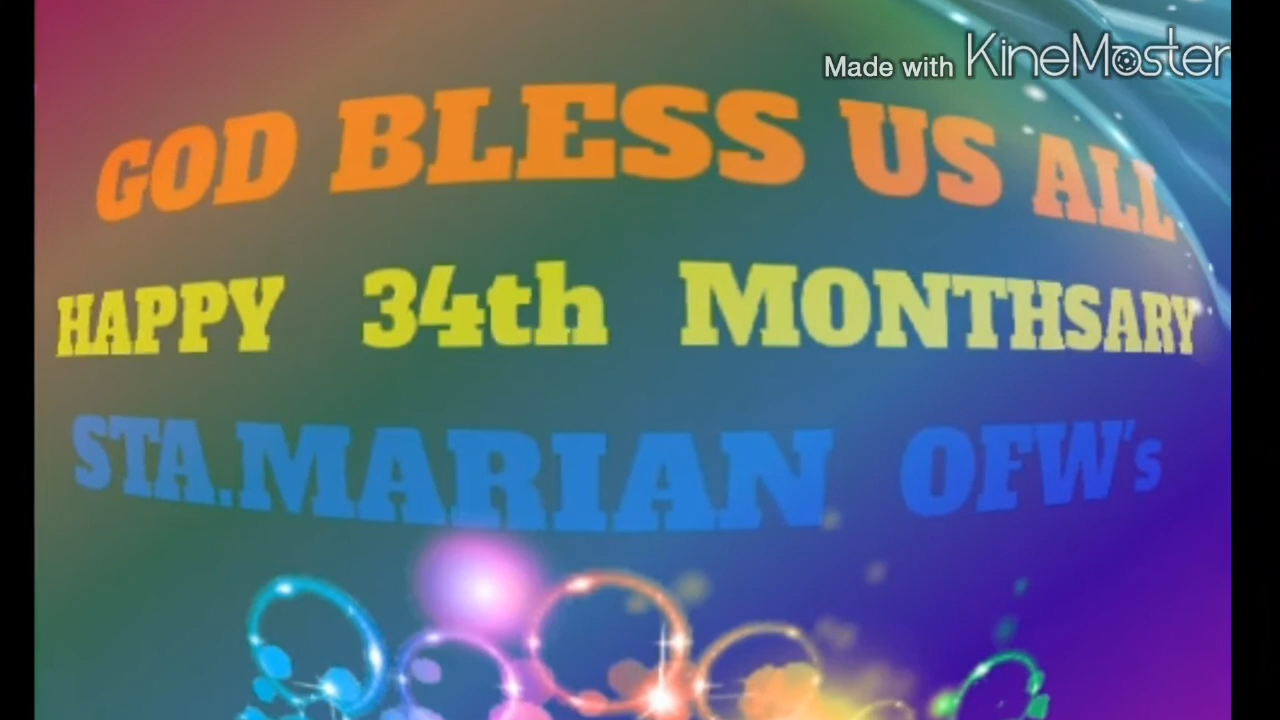 Made with KineMaster
GOD BLESS US ALL
HAPPY 34th MONTHSARY
STA.MARIAN OFW's